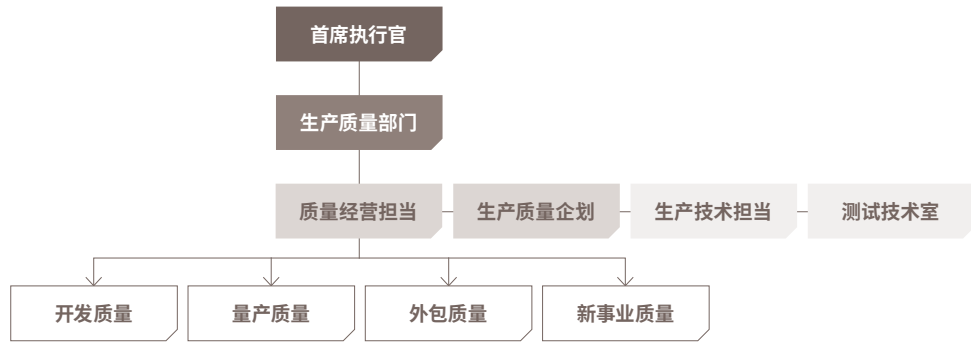 首席执行官
生产质量部门
质量经营担当
生产质量企划
生产技术担当
测试技术室
开发质量
量产质量
外包质量
新事业质量